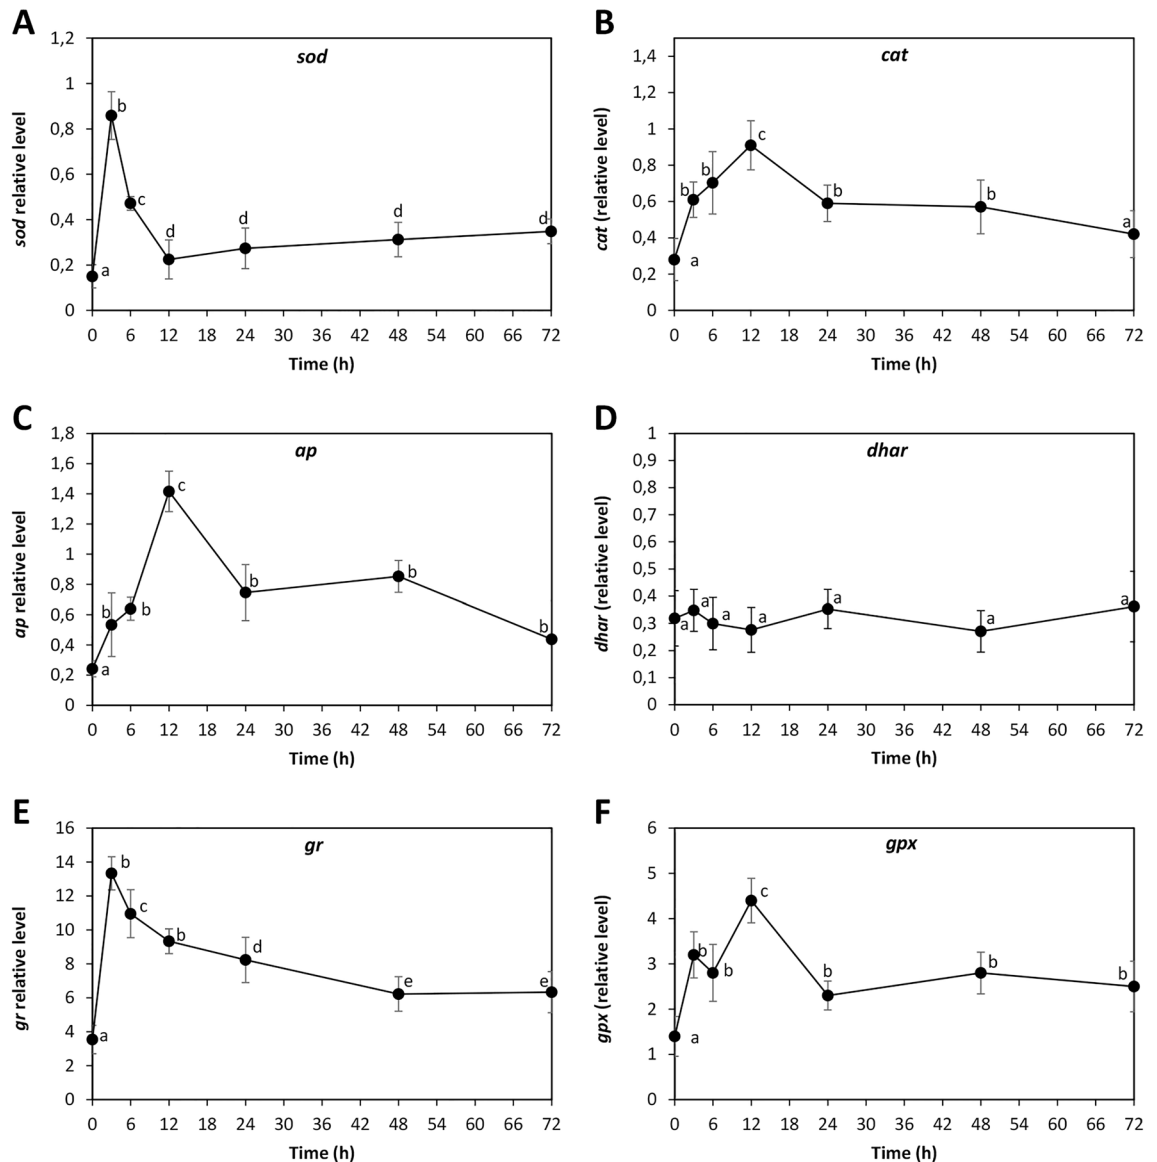 A
sod
sod relative level
1,2
1
0,8
0,6
0,4
0,2
0
a
b
c
d
d
d
d
0 6 12 18 24 30 36 42 48 54 60 66 72
Time (h)
B
cat
cat (relative level)
1,4
1,2
1
0,8
0,6
0,4
0,2
0
a
b
b
c
b
b
a
0 6 12 18 24 30 36 42 48 54 60 66 72
Time (h)
C
ap
ap relative level
1,8
1,6
1,4
1,2
1
0,8
0,6
0,4
0,2
0
a
b
b
c
b
b
b
0 6 12 18 24 30 36 42 48 54 60 66 72
Time (h)
D
dhar
dhar (relative level)
1
0,9
0,8
0,7
0,6
0,5
0,4
0,3
0,2
0,1
0
a
a
a
a
a
a
a
0 6 12 18 24 30 36 42 48 54 60 66 72
Time (h)
E
gr
gr relative level
16
14
12
10
8
6
4
2
0
a
b
c
b
d
e
e
0 6 12 18 24 30 36 42 48 54 60 66 72
Time (h)
F
gpx
gpx (relative level)
6
5
4
3
2
1
0
a
b
b
c
b
b
b
0 6 12 18 24 30 36 42 48 54 60 66 72
Time (h)